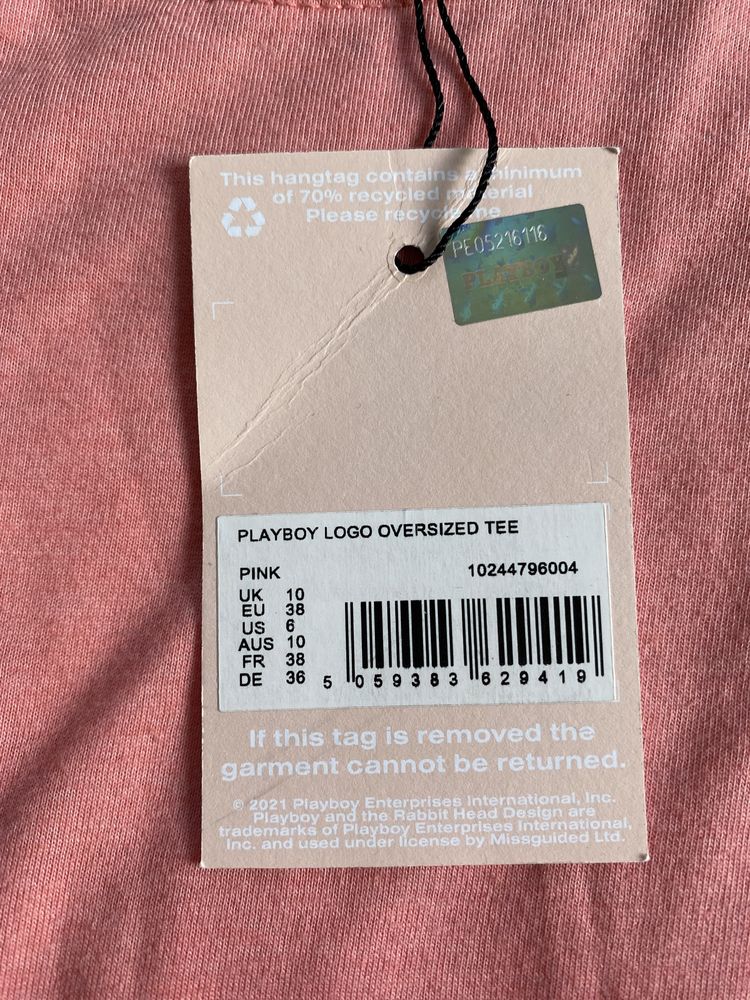 This hangtag contains a minimum
of 70% recycled material
Please recycle me
PE05216116
PLAYBOY
PLAYBOY LOGO OVERSIZED TEE
PINK 10244796004
UK 10
EU 38
US 6
AUS 10
FR 38
DE 36
5 059383 629419
If this tag is removed the
garment cannot be returned.
© 2021 Playboy Enterprises International, Inc.
Playboy and the Rabbit Head Design are
trademarks of Playboy Enterprises International,
Inc. and used under license by Missguided Ltd.